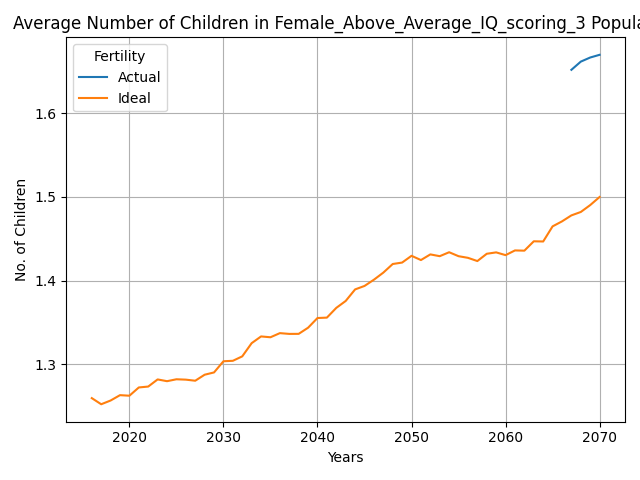 Average Number of Children in Female_Above_Average_IQ_scoring_3 Popula
Fertility
Actual
Ideal
1.6
1.5
1.4
1.3
No. of Children
2020 2030 2040 2050 2060 2070
Years